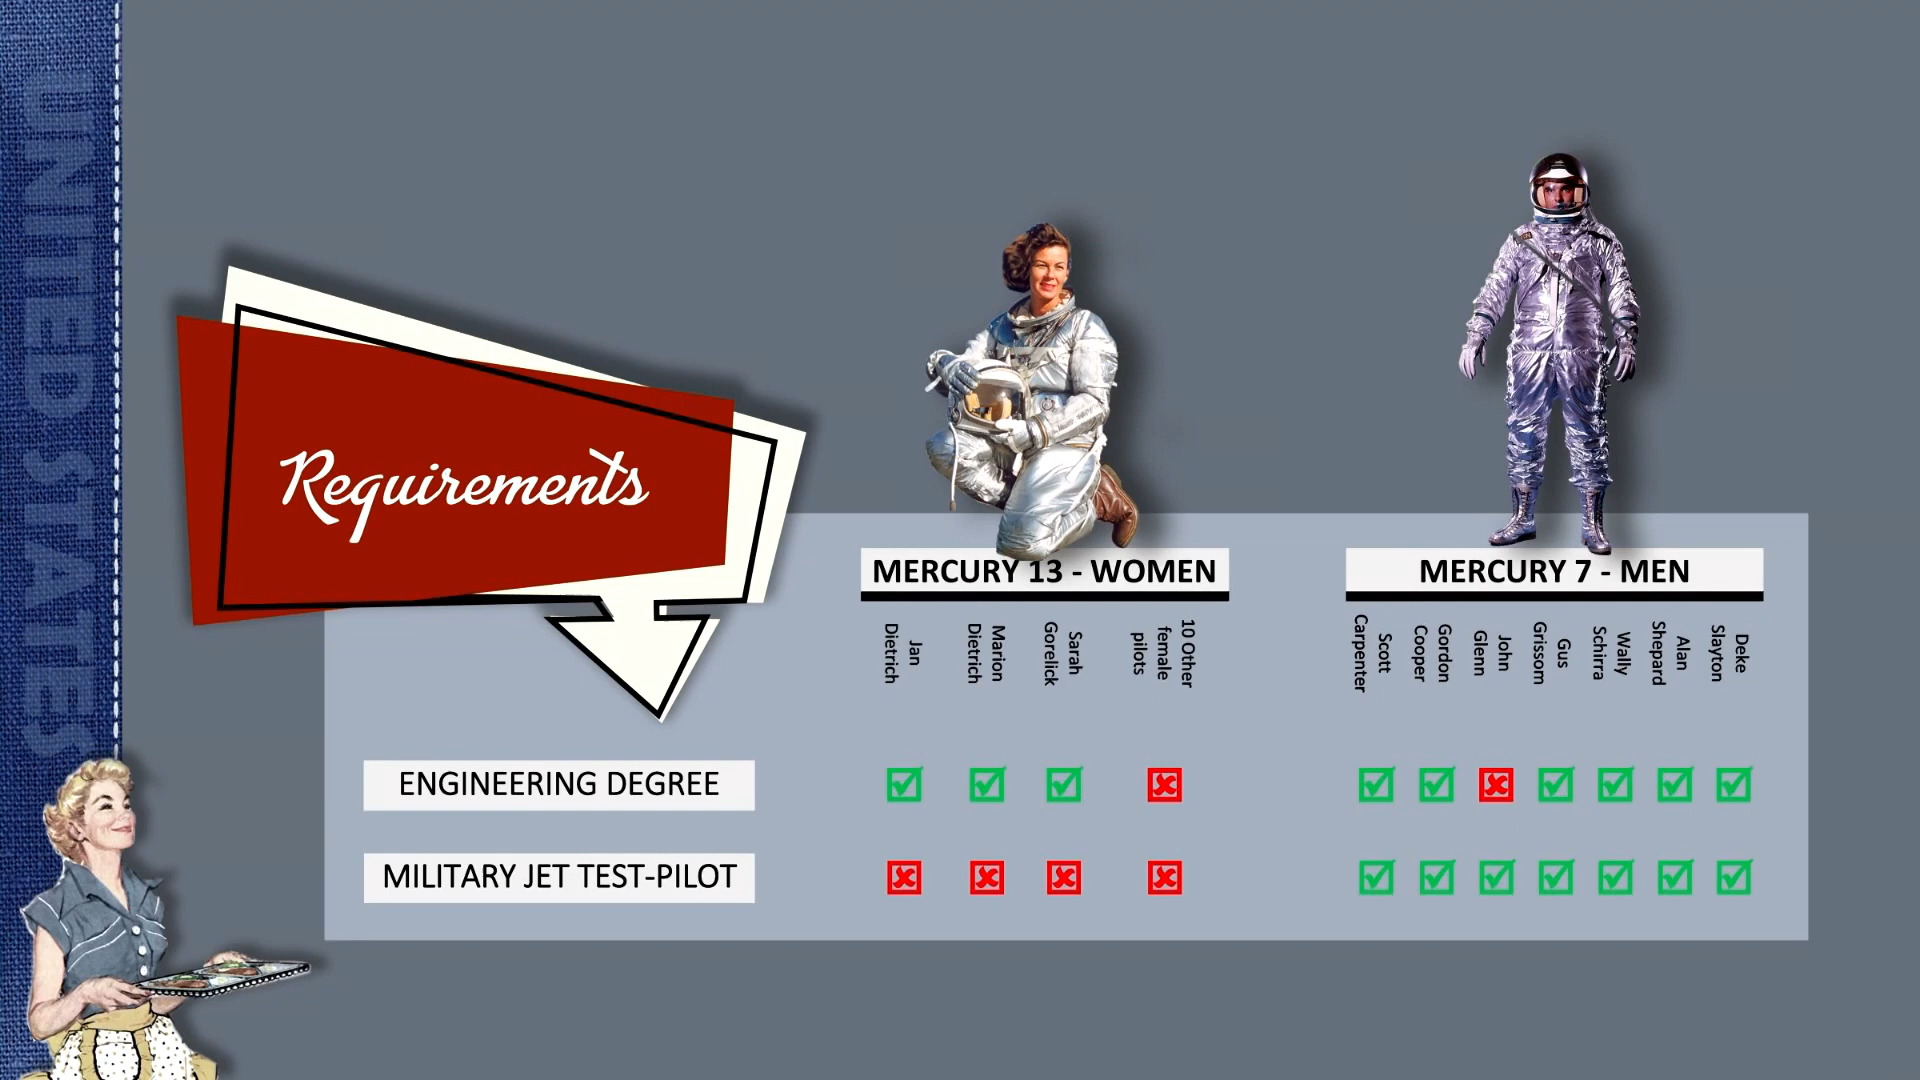 UNITED STATES
Requirements
MERCURY 13 - WOMEN
MERCURY 7 - MEN
Jan
Dietrich
Marion
Dietrich
Sarah
Gorelick
10 Other
female
pilots
Scott
Carpenter
Gordon
Cooper
John
Glenn
Gus
Grissom
Wally
Schirra
Alan
Shepard
Deke
Slayton
ENGINEERING DEGREE
MILITARY JET TEST-PILOT